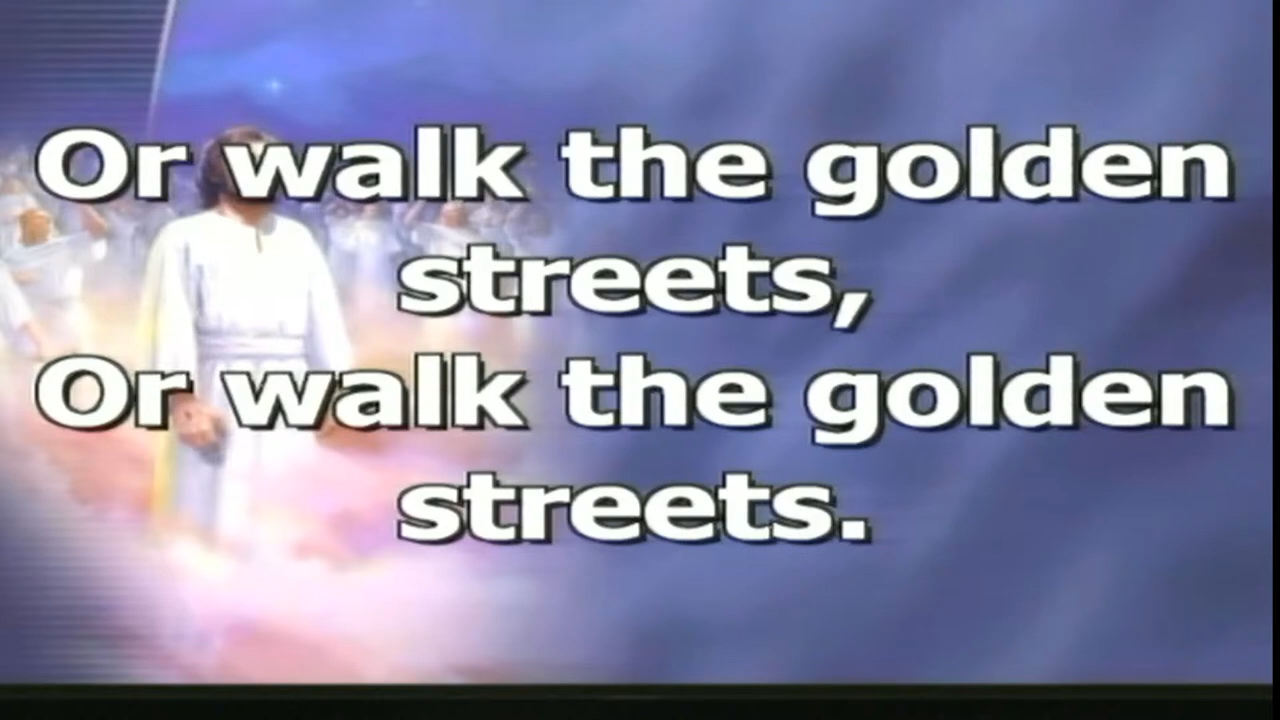 Or walk the golden
streets,
Or walk the golden
streets.